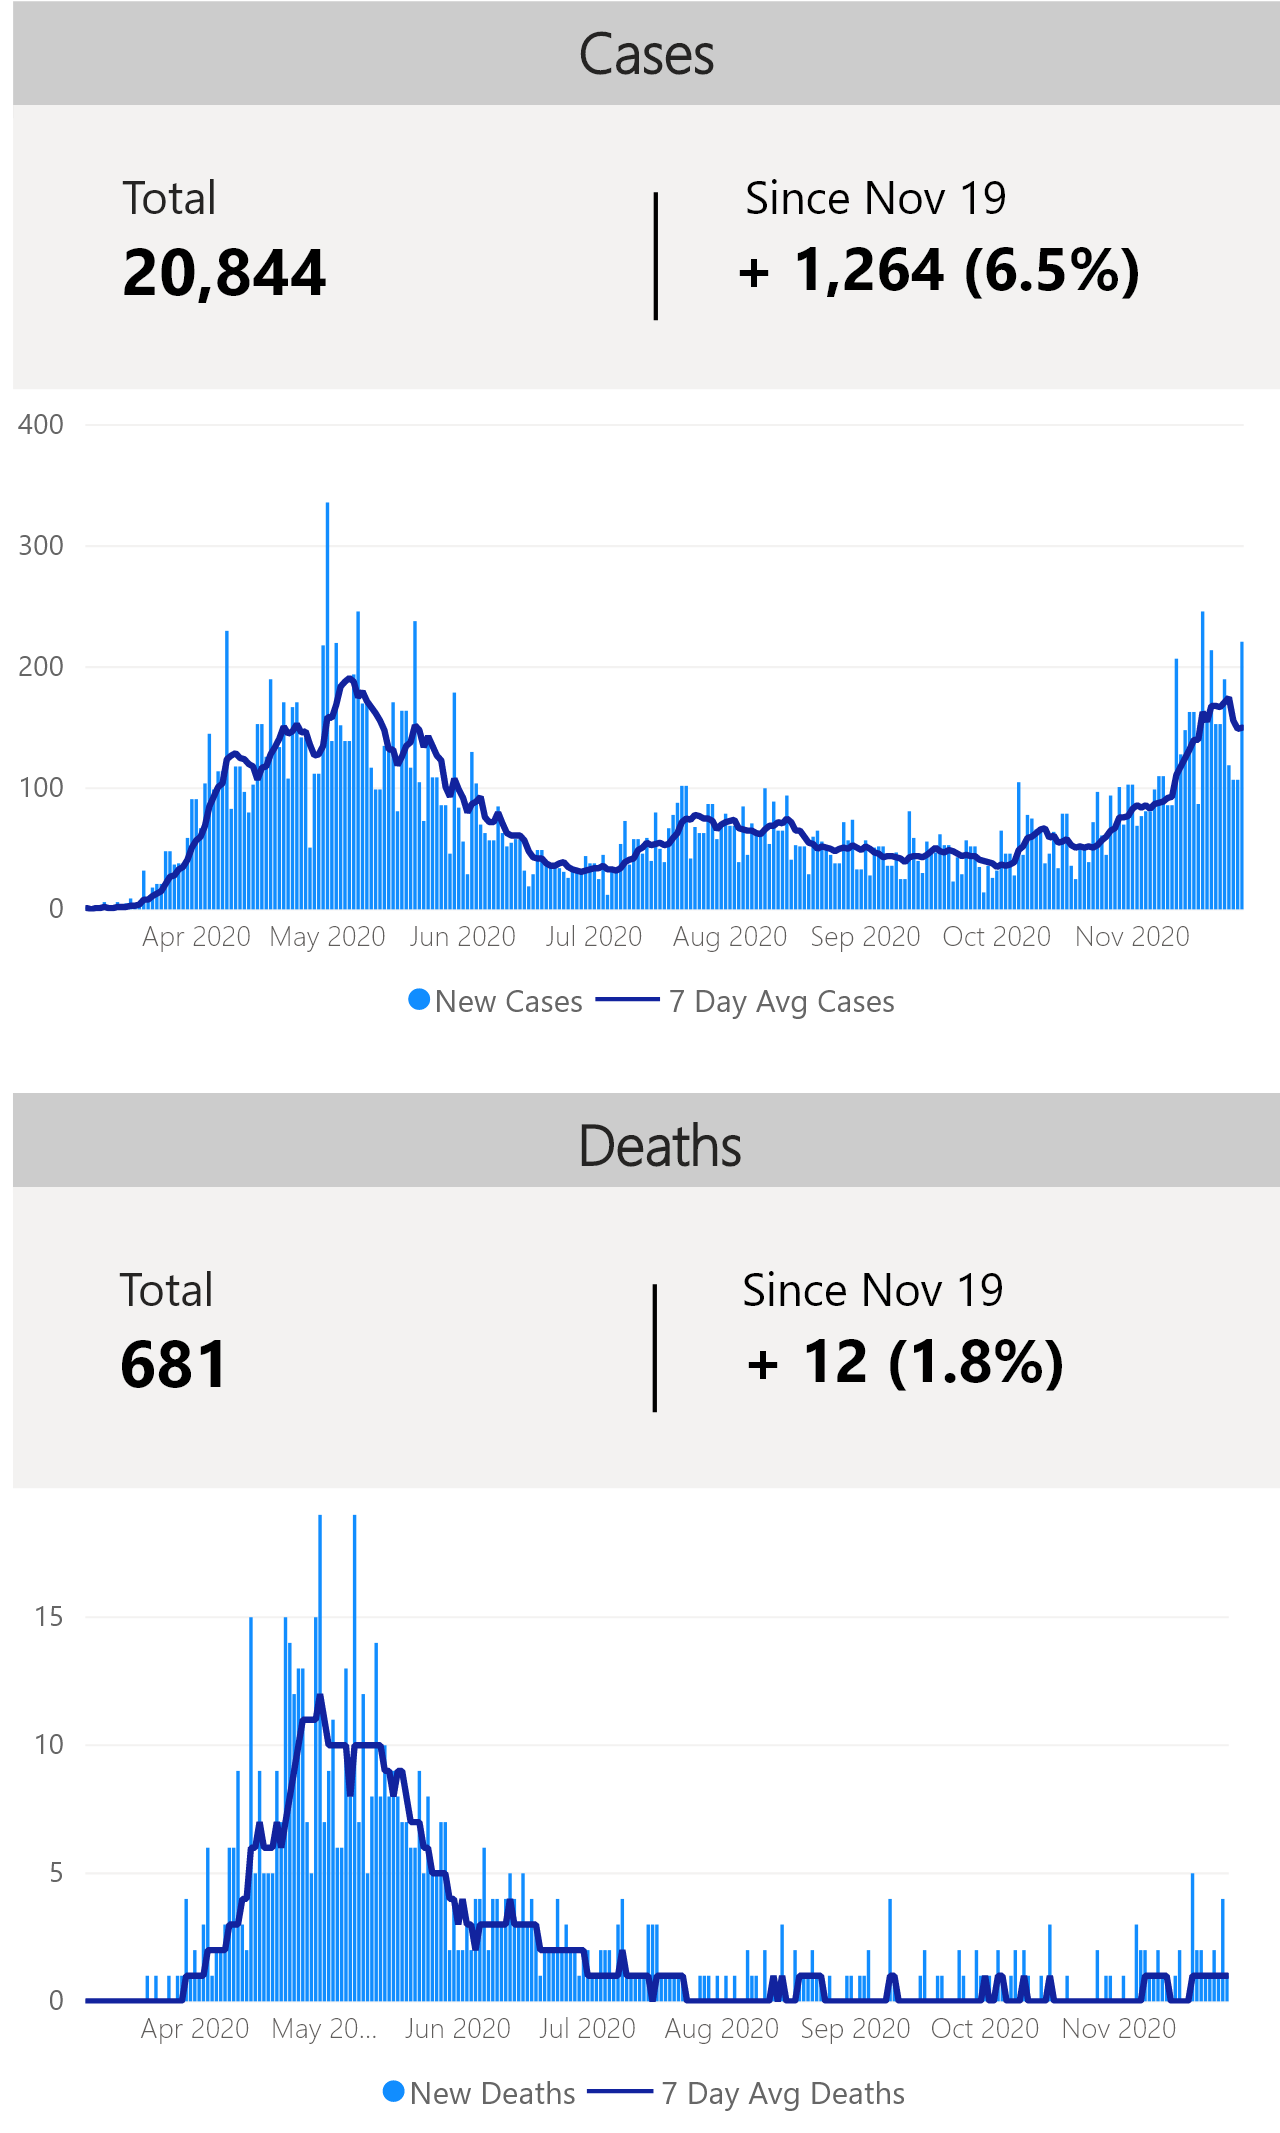 Cases
Total
Since Nov 19
20,844
+ 1,264 (6.5%)
400
300
200
100
0
Apr 2020 May 2020 Jun 2020 Jul 2020 Aug 2020 Sep 2020 Oct 2020 Nov 2020
New Cases 7 Day Avg Cases
Deaths
Total
Since Nov 19
681
+ 12 (1.8%)
15
10
5
0
Apr 2020 May 20... Jun 2020 Jul 2020 Aug 2020 Sep 2020 Oct 2020 Nov 2020
New Deaths 7 Day Avg Deaths